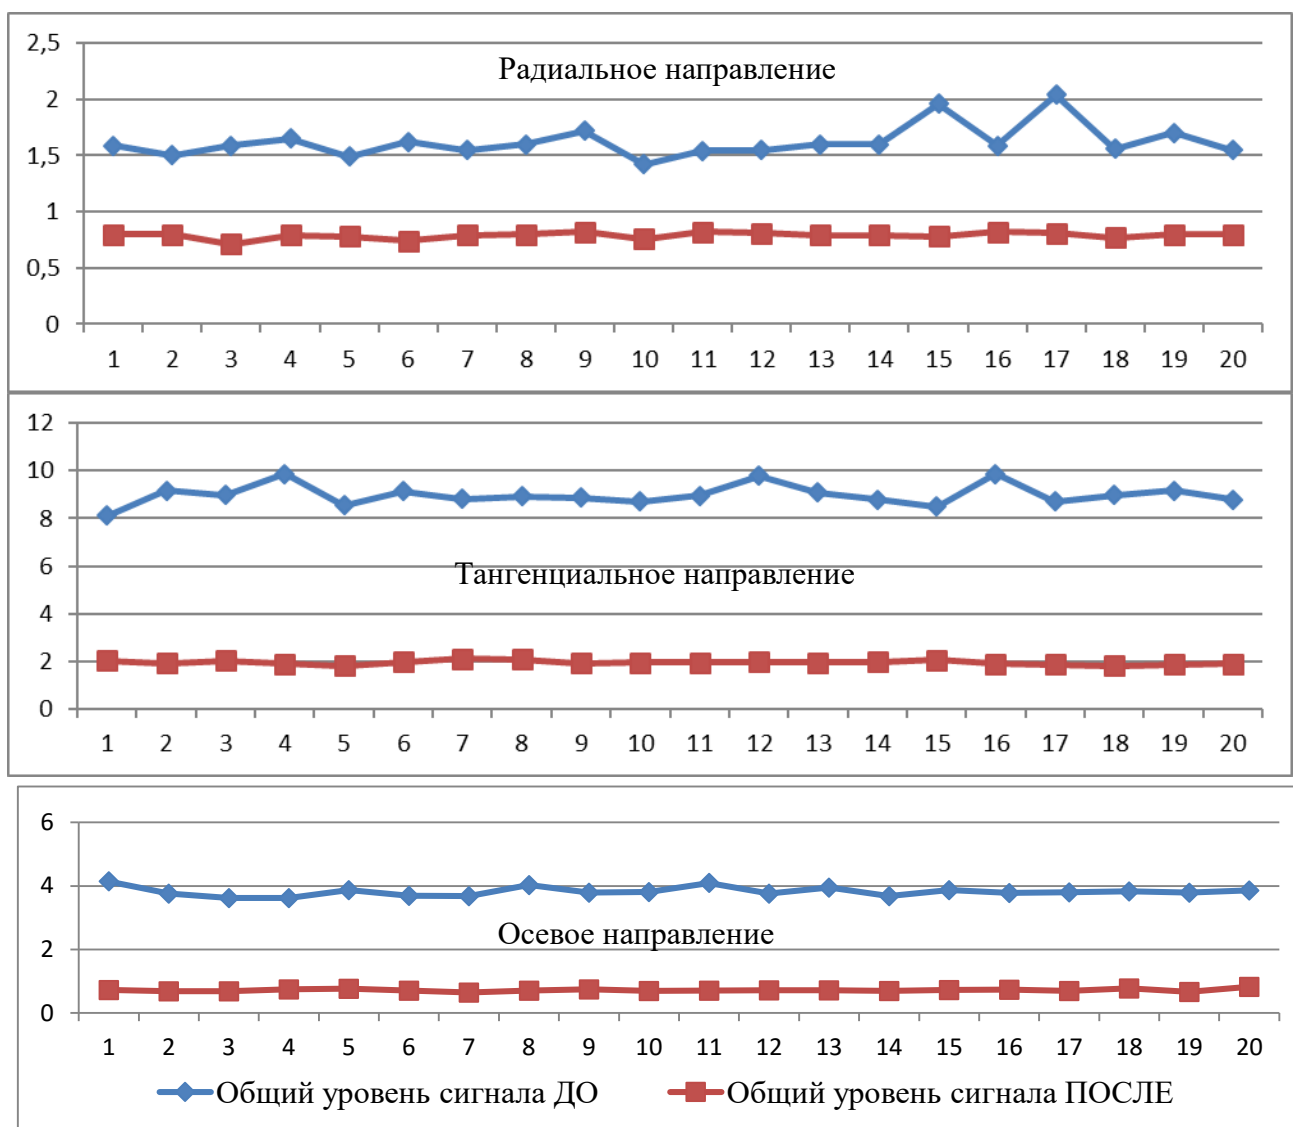 2,5
Радиальное направление
2
1,5
1
0,5
0
1 2 3 4 5 6 7 8 9 10 11 12 13 14 15 16 17 18 19 20
12
10
8
6
Тангенциальное направление
4
2
0
1 2 3 4 5 6 7 8 9 10 11 12 13 14 15 16 17 18 19 20
6
4
Осевое направление
2
0
1 2 3 4 5 6 7 8 9 10 11 12 13 14 15 16 17 18 19 20
Общий уровень сигнала ДО Общий уровень сигнала ПОСЛЕ